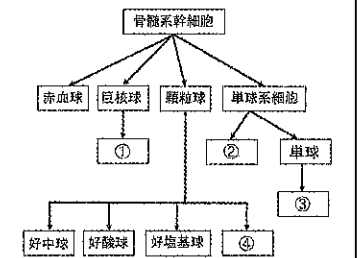 骨髄系幹細胞
赤血球 巨核球 顆粒球 単球系細胞
① ② 単球
③
好中球 好酸球 好塩基球 ④